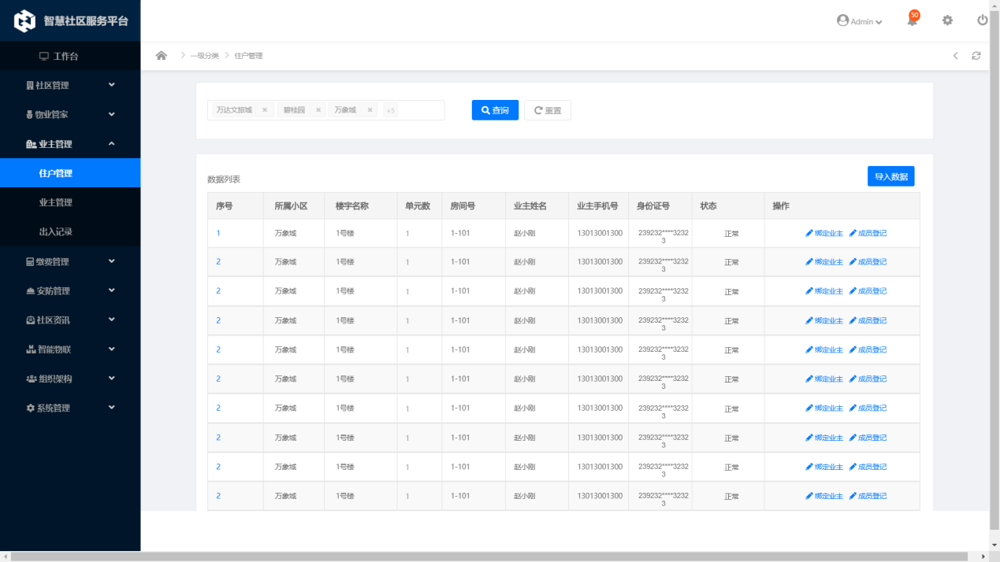 智慧社区服务平台
Admin
50
工作台
一级分类 住户管理
社区管理
物业管家
业主管理
住户管理
业主管理
出入记录
缴费管理
安防管理
社区资讯
智能物联
组织架构
系统管理
万达文旅城 × 碧桂园 × 万象城 × +5
查询
重置
数据列表
导入数据
序号 所属小区 楼宇名称 单元数 房间号 业主姓名 业主手机号 身份证号 状态 操作
1 万象城 1号楼 1 1-101 赵小刚 13013001300 239232****32323 正常 绑定业主 成员登记
2 万象城 1号楼 1 1-101 赵小刚 13013001300 239232****32323 正常 绑定业主 成员登记
2 万象城 1号楼 1 1-101 赵小刚 13013001300 239232****32323 正常 绑定业主 成员登记
2 万象城 1号楼 1 1-101 赵小刚 13013001300 239232****32323 正常 绑定业主 成员登记
2 万象城 1号楼 1 1-101 赵小刚 13013001300 239232****32323 正常 绑定业主 成员登记
2 万象城 1号楼 1 1-101 赵小刚 13013001300 239232****32323 正常 绑定业主 成员登记
2 万象城 1号楼 1 1-101 赵小刚 13013001300 239232****32323 正常 绑定业主 成员登记
2 万象城 1号楼 1 1-101 赵小刚 13013001300 239232****32323 正常 绑定业主 成员登记
2 万象城 1号楼 1 1-101 赵小刚 13013001300 239232****32323 正常 绑定业主 成员登记
2 万象城 1号楼 1 1-101 赵小刚 13013001300 239232****32323 正常 绑定业主 成员登记